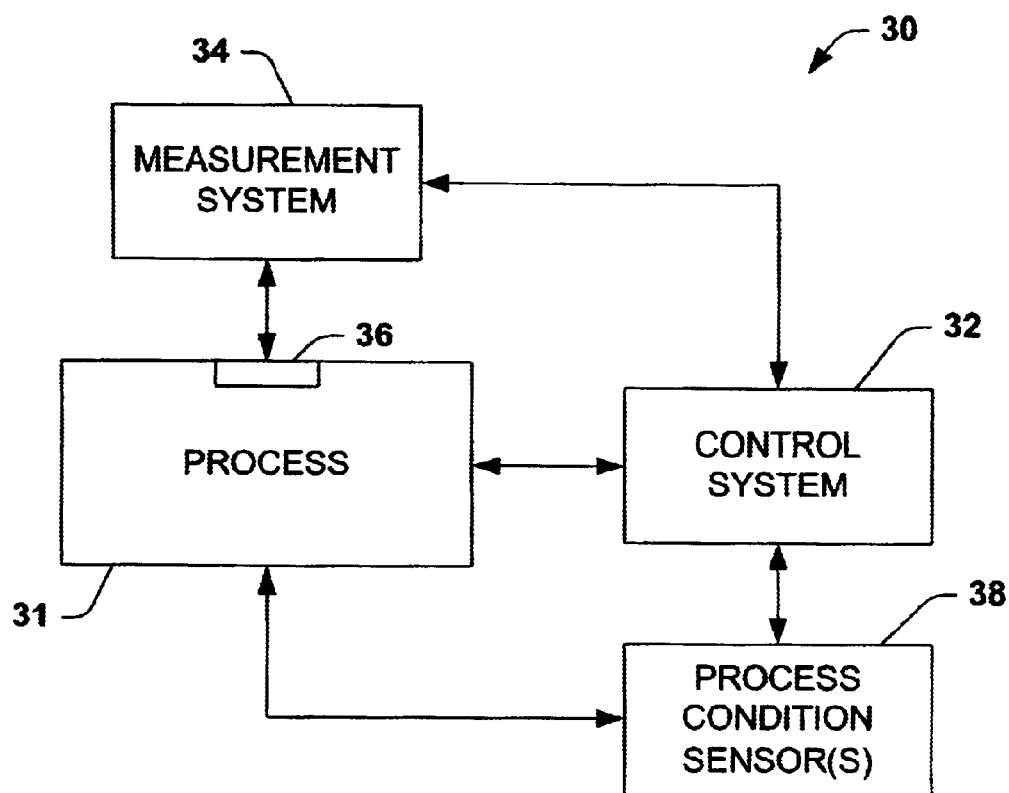 30
34
MEASUREMENT
SYSTEM
36
32
PROCESS
CONTROL
SYSTEM
31
38
PROCESS
CONDITION
SENSOR(S)